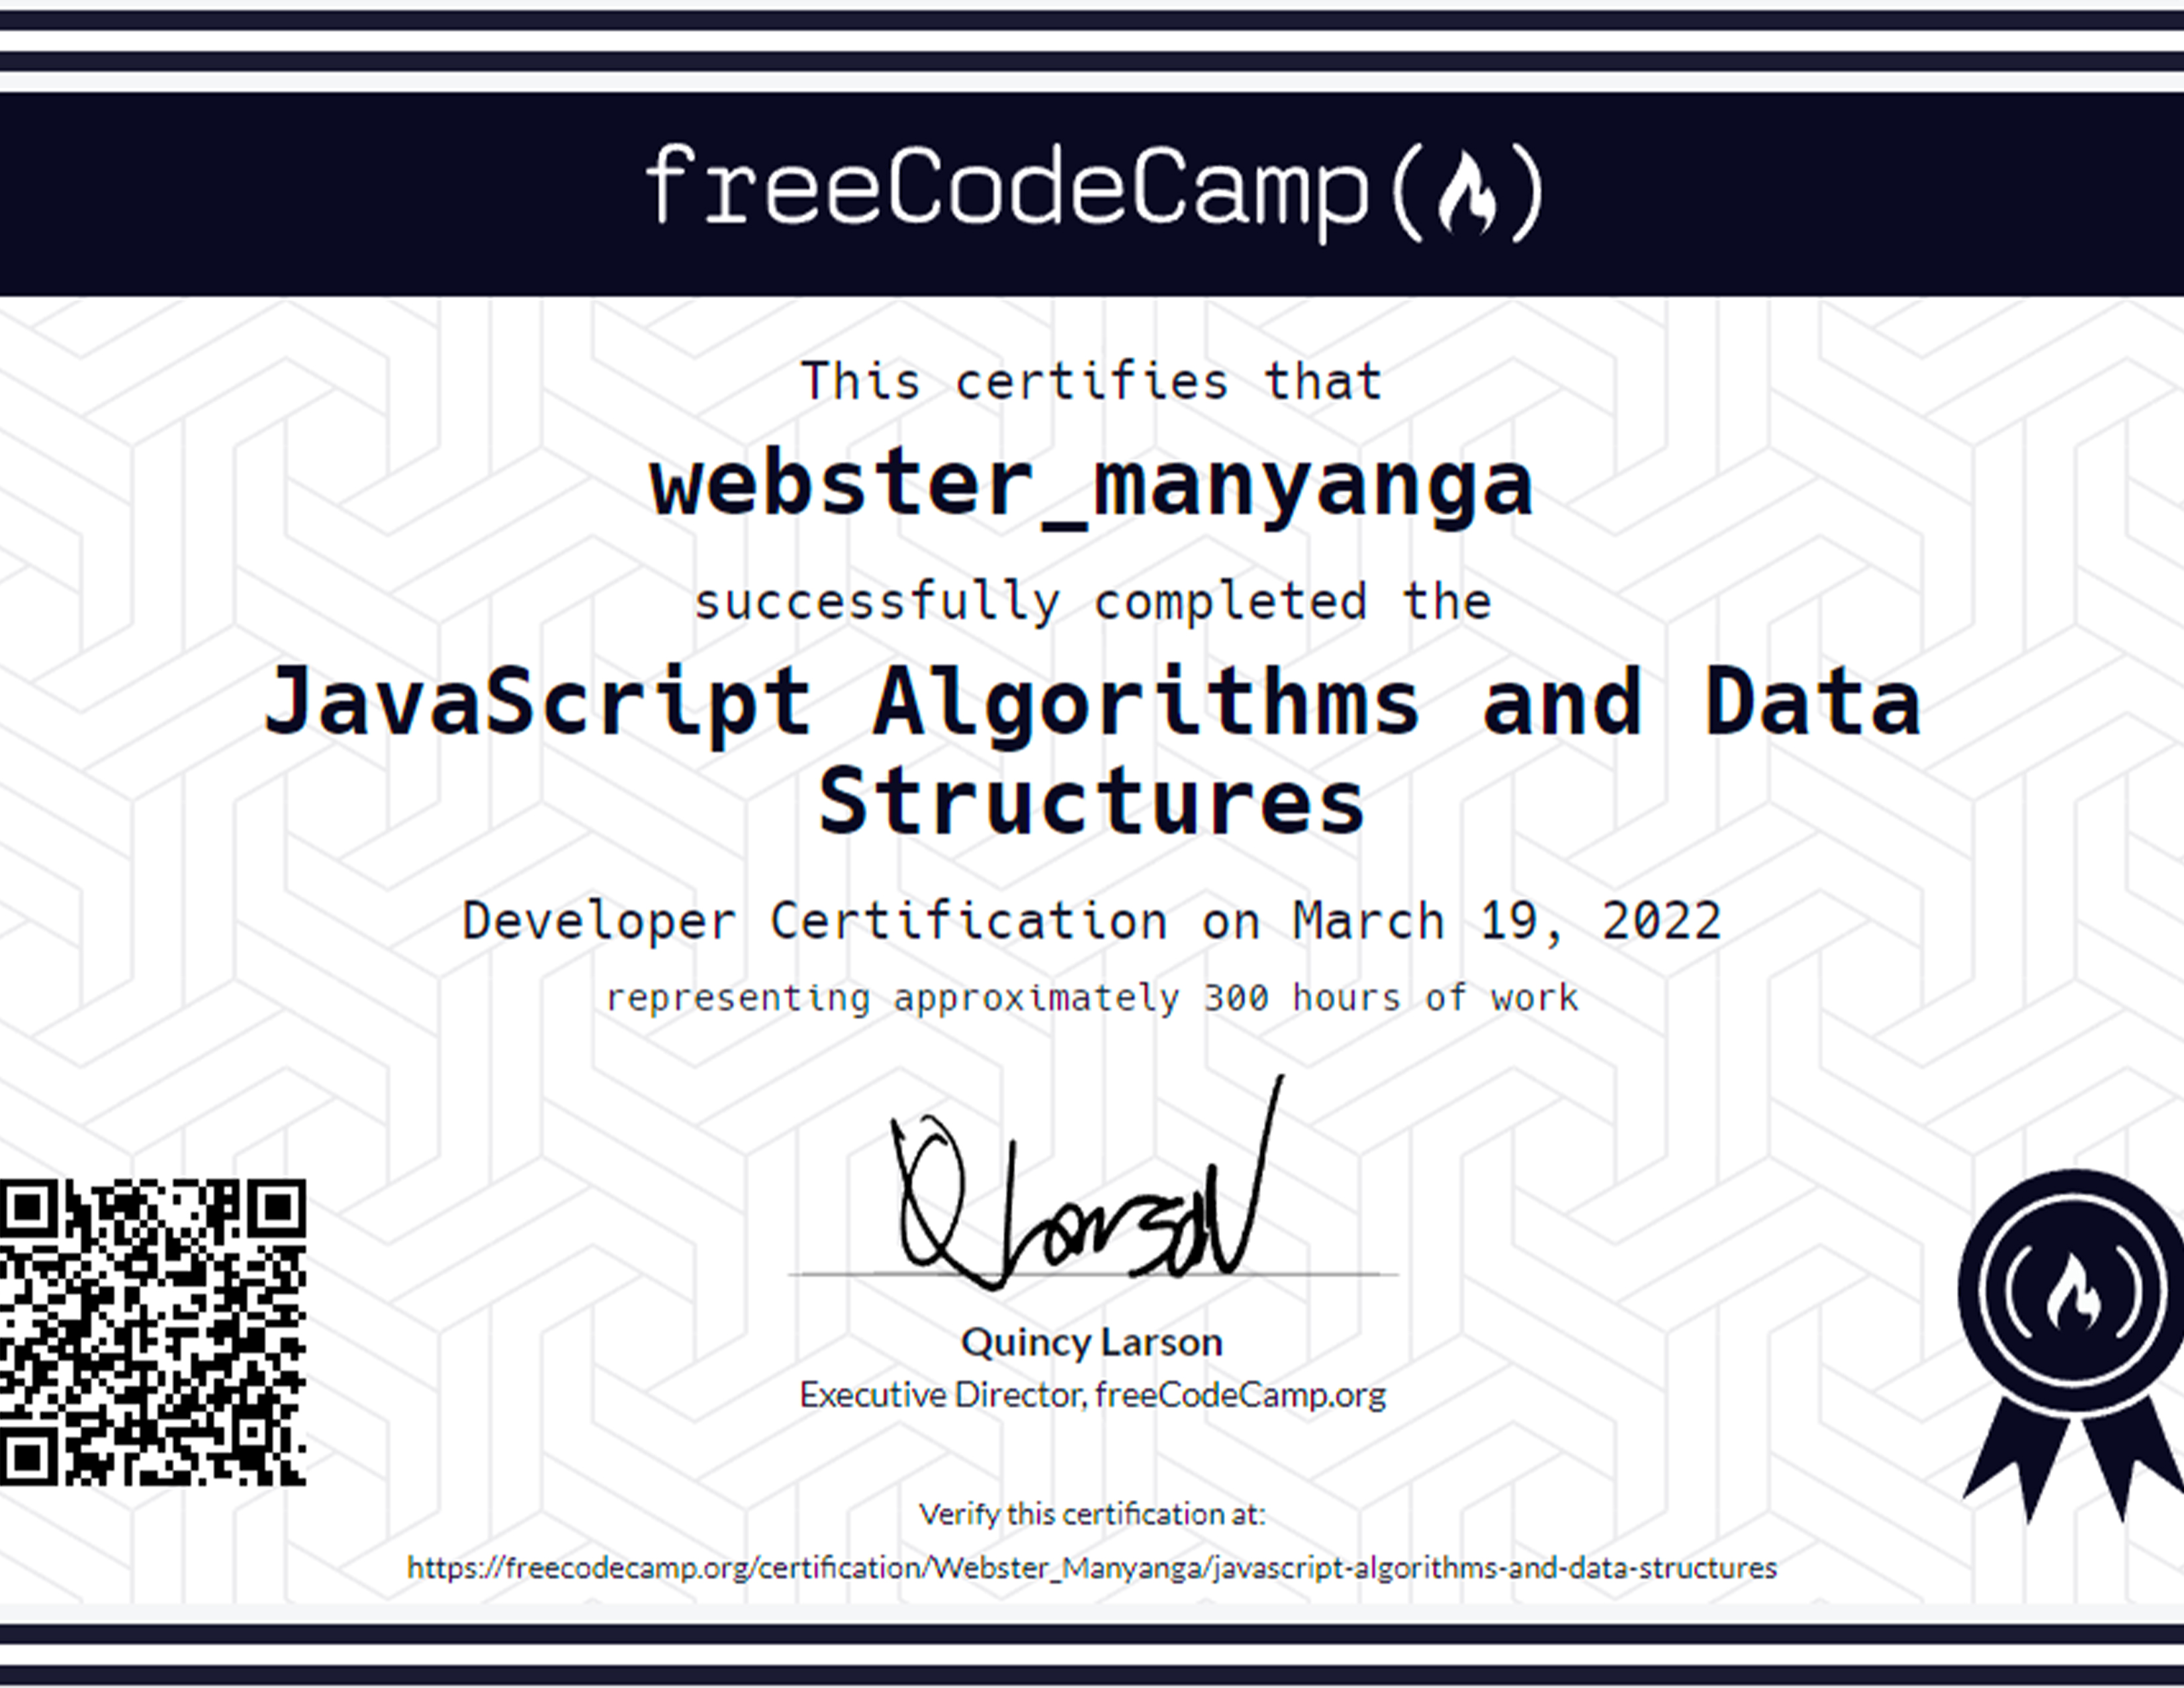 freeCodeCamp
This certifies that
webster_manyanga
successfully completed the
JavaScript Algorithms and Data
Structures
Developer Certification on March 19, 2022
representing approximately 300 hours of work
Q Larson
Quincy Larson
Executive Director, freeCodeCamp.org
Verify this certification at:
https://freecodecamp.org/certification/Webster_Manyanga/javascript-algorithms-and-data-structures